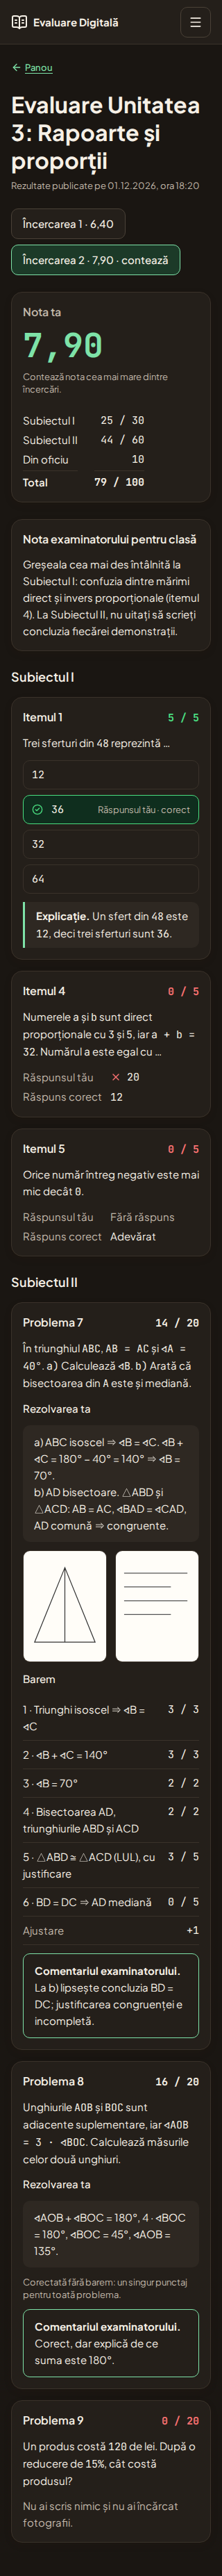 Evaluare Digitală
← Panou
Evaluare Unitatea
3: Rapoarte și
proporții
Rezultate publicate pe 01.12.2026, ora 18:20
Încercarea 1 · 6,40
Încercarea 2 · 7,90 · contează
Nota ta
7,90
Contează nota cea mai mare dintre
încercări.
Subiectul I 25 / 30
Subiectul II 44 / 60
Din oficiu 10
Total 79 / 100
Nota examinatorului pentru clasă
Greșeala cea mai des întâlnită la
Subiectul I: confuzia dintre mărimi
direct și invers proporționale (itemul
4). La Subiectul II, nu uitați să scrieți
concluzia fiecărei demonstrații.
Subiectul I
Itemul 1 5 / 5
Trei sferturi din 48 reprezintă …
12
36 Răspunsul tău · corect
32
64
Explicație. Un sfert din 48 este
12, deci trei sferturi sunt 36.
Itemul 4 0 / 5
Numerele a și b sunt direct
proporționale cu 3 și 5, iar a + b =
32. Numărul a este egal cu …
Răspunsul tău × 20
Răspuns corect 12
Itemul 5 0 / 5
Orice număr întreg negativ este mai
mic decât 0.
Răspunsul tău Fără răspuns
Răspuns corect Adevărat
Subiectul II
Problema 7 14 / 20
În triunghiul ABC, AB = AC și ∢A =
40°. a) Calculează ∢B. b) Arată că
bisectoarea din A este și mediană.
Rezolvarea ta
a) ABC isoscel ⇒ ∢B = ∢C. ∢B +
∢C = 180° − 40° = 140° ⇒ ∢B =
70°.
b) AD bisectoare. △ABD și
△ACD: AB = AC, ∢BAD = ∢CAD,
AD comună ⇒ congruente.
Barem
1 · Triunghi isoscel ⇒ ∢B = 3 / 3
∢C
2 · ∢B + ∢C = 140° 3 / 3
3 · ∢B = 70° 2 / 2
4 · Bisectoarea AD, 2 / 2
triunghiurile ABD și ACD
5 · △ABD ≅ △ACD (LUL), cu 3 / 5
justificare
6 · BD = DC ⇒ AD mediană 0 / 5
Ajustare +1
Comentariul examinatorului.
La b) lipsește concluzia BD =
DC; justificarea congruenței e
incompletă.
Problema 8 16 / 20
Unghiurile AOB și BOC sunt
adiacente suplementare, iar ∢AOB
= 3 · ∢BOC. Calculează măsurile
celor două unghiuri.
Rezolvarea ta
∢AOB + ∢BOC = 180°, 4 · ∢BOC
= 180°, ∢BOC = 45°, ∢AOB =
135°.
Corectată fără barem: un singur punctaj
pentru toată problema.
Comentariul examinatorului.
Corect, dar explică de ce
suma este 180°.
Problema 9 0 / 20
Un produs costă 120 de lei. După o
reducere de 15%, cât costă
produsul?
Nu ai scris nimic și nu ai încărcat
fotografii.